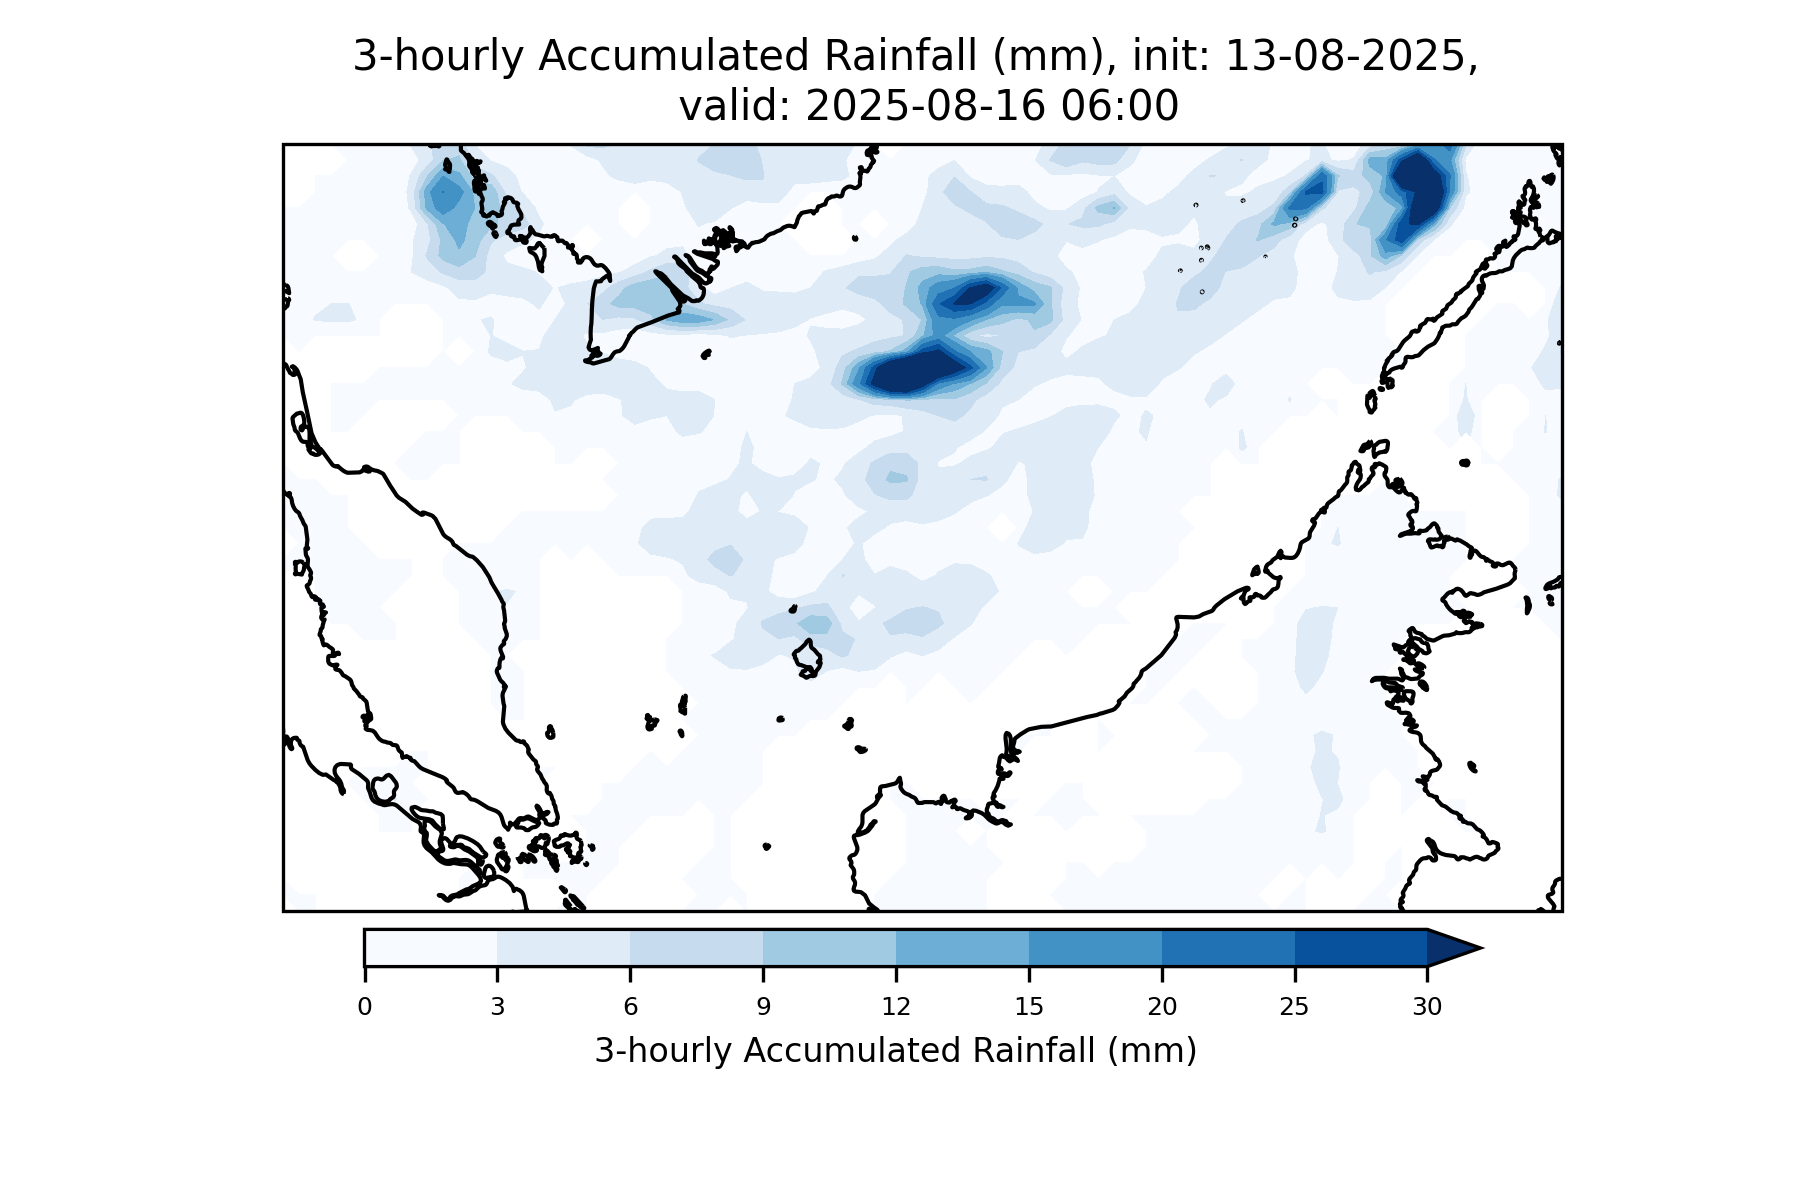 3-hourly Accumulated Rainfall (mm), init: 13-08-2025,
valid: 2025-08-16 06:00
0 3 6 9 12 15 20 25 30
3-hourly Accumulated Rainfall (mm)